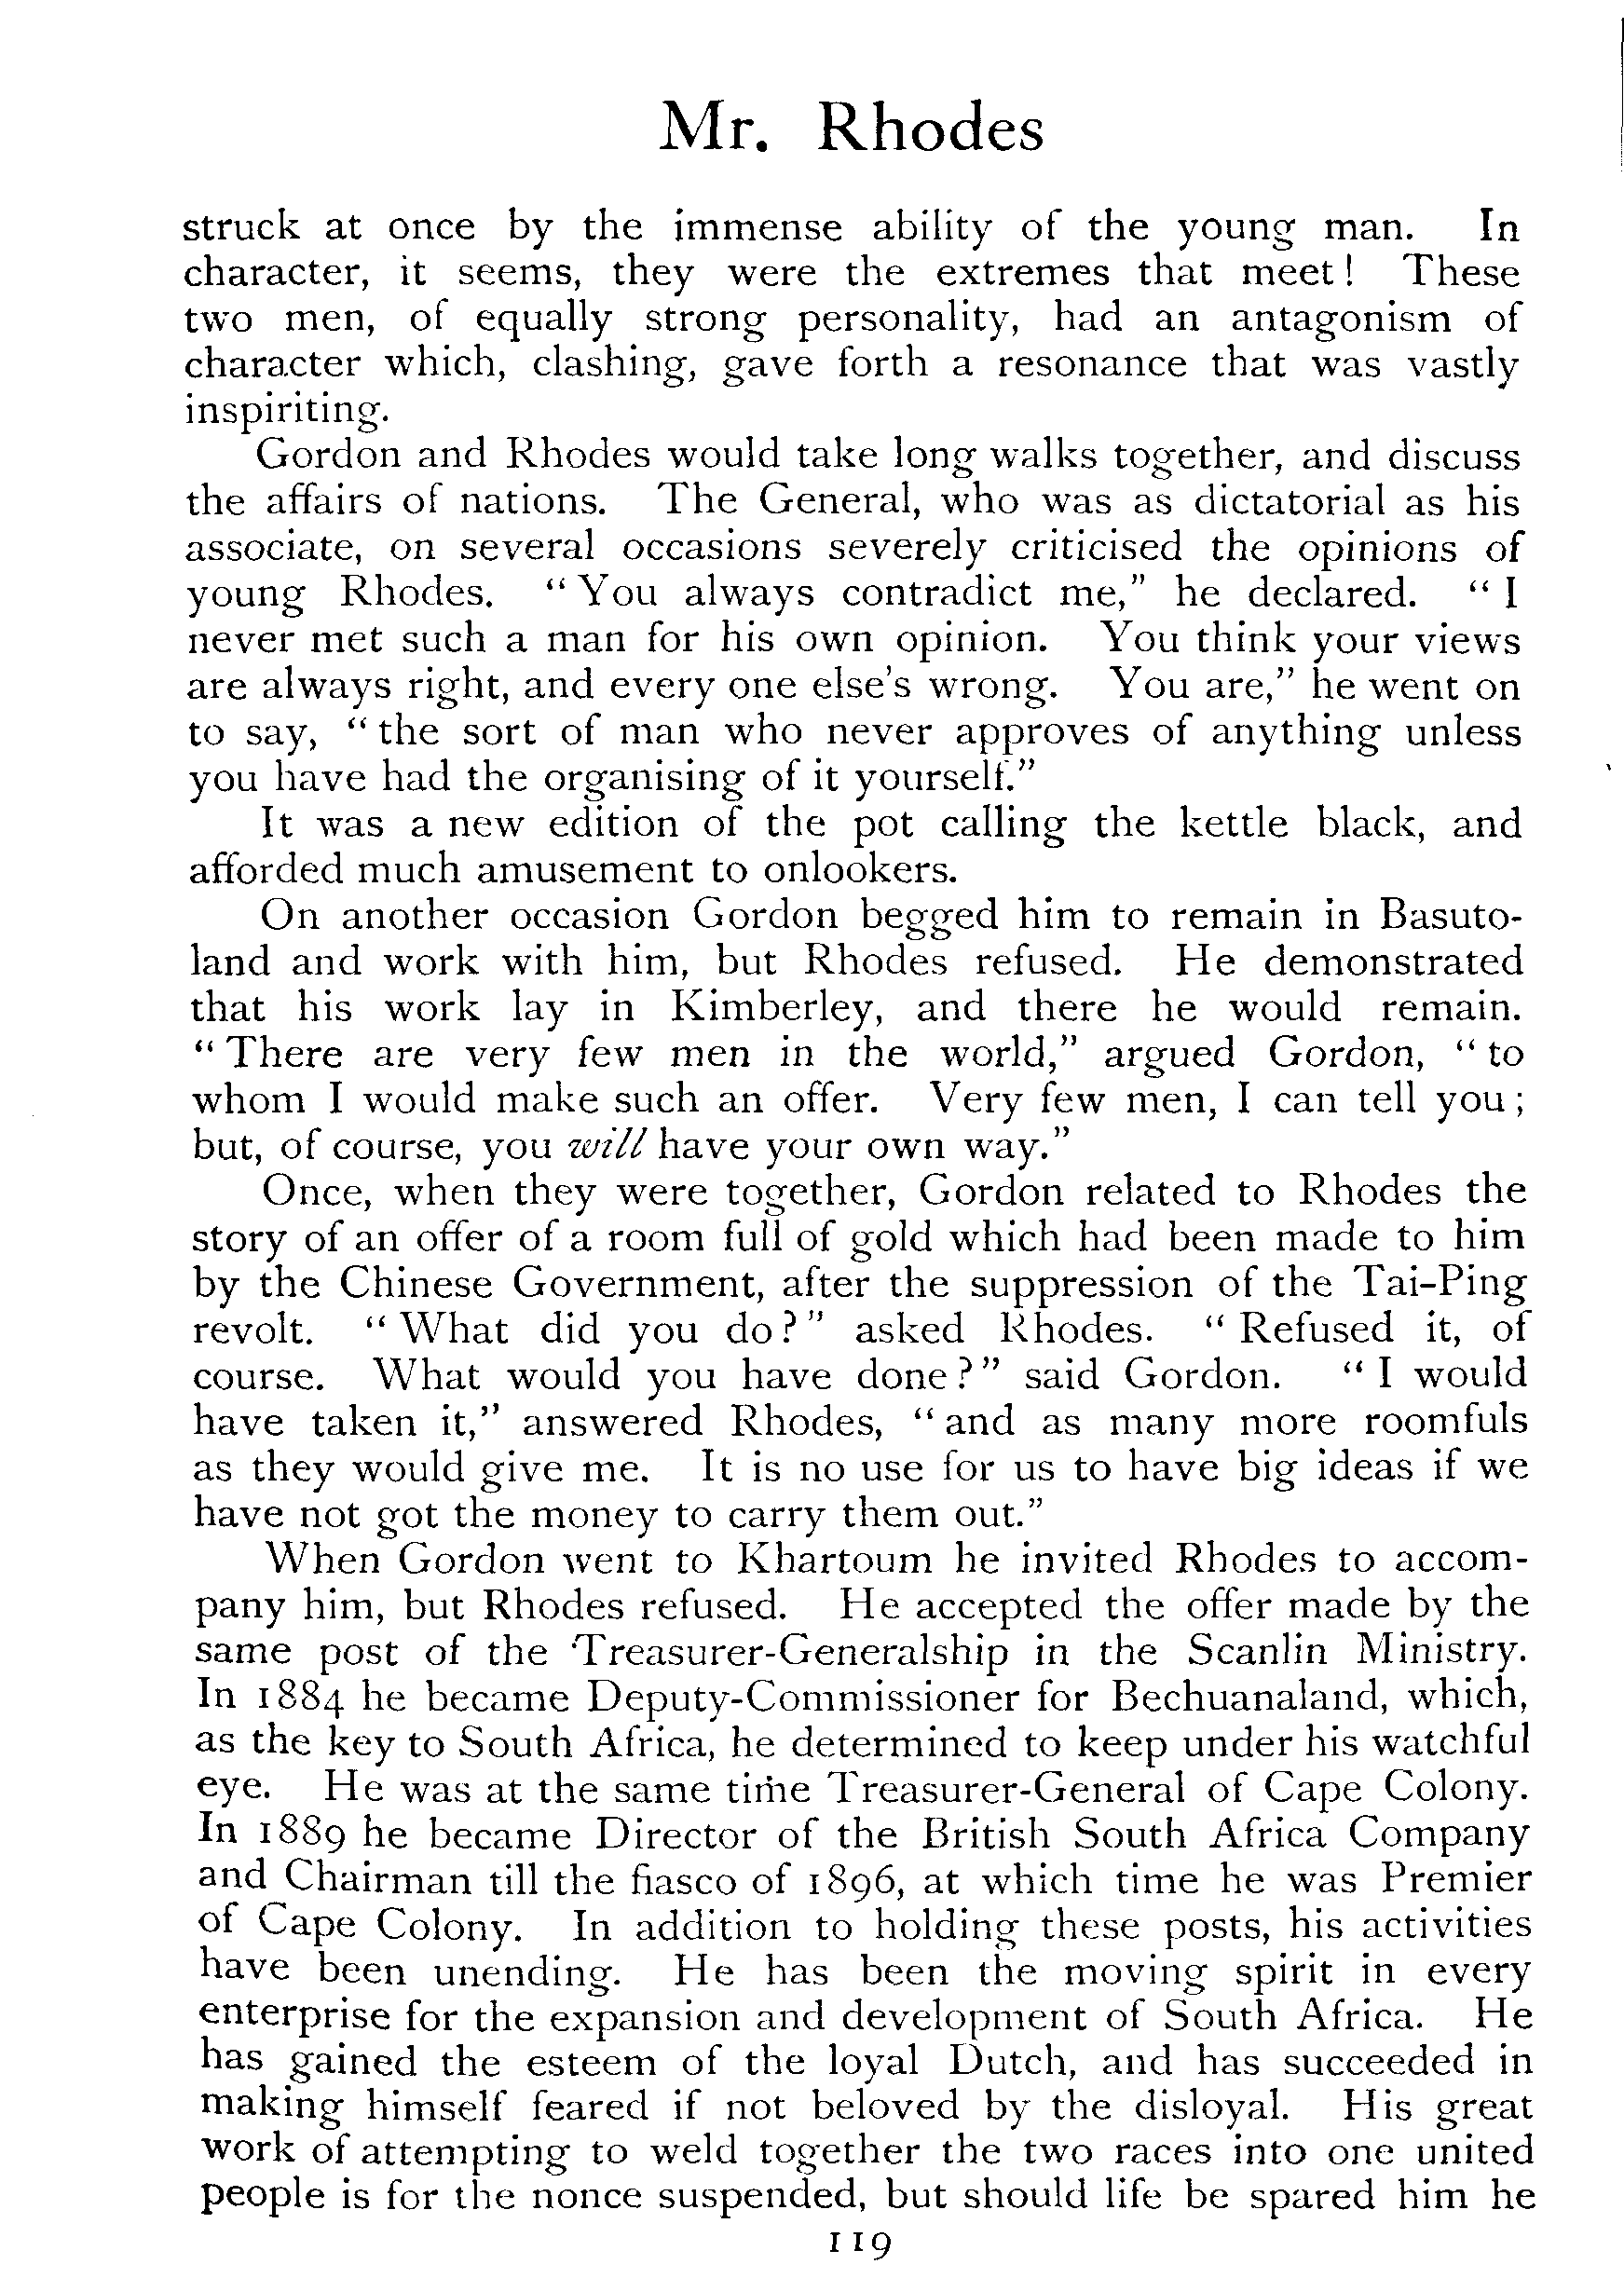 Mr. Rhodes
struck at once by the immense ability of the young man. In
character, it seems, they were the extremes that meet! These
two men, of equally strong personality, had an antagonism of
character which, clashing, gave forth a resonance that was vastly
inspiriting.
Gordon and Rhodes would take long walks together, and discuss
the affairs of nations. The General, who was as dictatorial as his
associate, on several occasions severely criticised the opinions of
young Rhodes. “ You always contradict me,” he declared. “ I
never met such a man for his own opinion. You think your views
are always right, and every one else’s wrong. You are,” he went on
to say, “ the sort of man who never approves of anything unless
you have had the organising of it yourself.”
It was a new edition of the pot calling the kettle black, and
afforded much amusement to onlookers.
On another occasion Gordon begged him to remain in Basuto-
land and work with him, but Rhodes refused. He demonstrated
that his work lay in Kimberley, and there he would remain.
“ There are very few men in the world,” argued Gordon, “ to
whom I would make such an offer. Very few men, I can tell you ;
but, of course, you will have your own way.”
Once, when they were together, Gordon related to Rhodes the
story of an offer of a room full of gold which had been made to him
by the Chinese Government, after the suppression of the Tai-Ping
revolt. “ What did you do ? ” asked Rhodes. “ Refused it, of
course. What would you have done ? ” said Gordon. “ I would
have taken it,” answered Rhodes, “ and as many more roomfuls
as they would give me. It is no use for us to have big ideas if we
have not got the money to carry them out.”
When Gordon went to Khartoum he invited Rhodes to accom-
pany him, but Rhodes refused. He accepted the offer made by the
same post of the Treasurer-Generalship in the Scanlin Ministry.
In 1884 he became Deputy-Commissioner for Bechuanaland, which,
as the key to South Africa, he determined to keep under his watchful
eye. He was at the same time Treasurer-General of Cape Colony.
In 1889 he became Director of the British South Africa Company
and Chairman till the fiasco of 1896, at which time he was Premier
of Cape Colony. In addition to holding these posts, his activities
have been unending. He has been the moving spirit in every
enterprise for the expansion and development of South Africa. He
has gained the esteem of the loyal Dutch, and has succeeded in
making himself feared if not beloved by the disloyal. His great
work of attempting to weld together the two races into one united
people is for the nonce suspended, but should life be spared him he
119